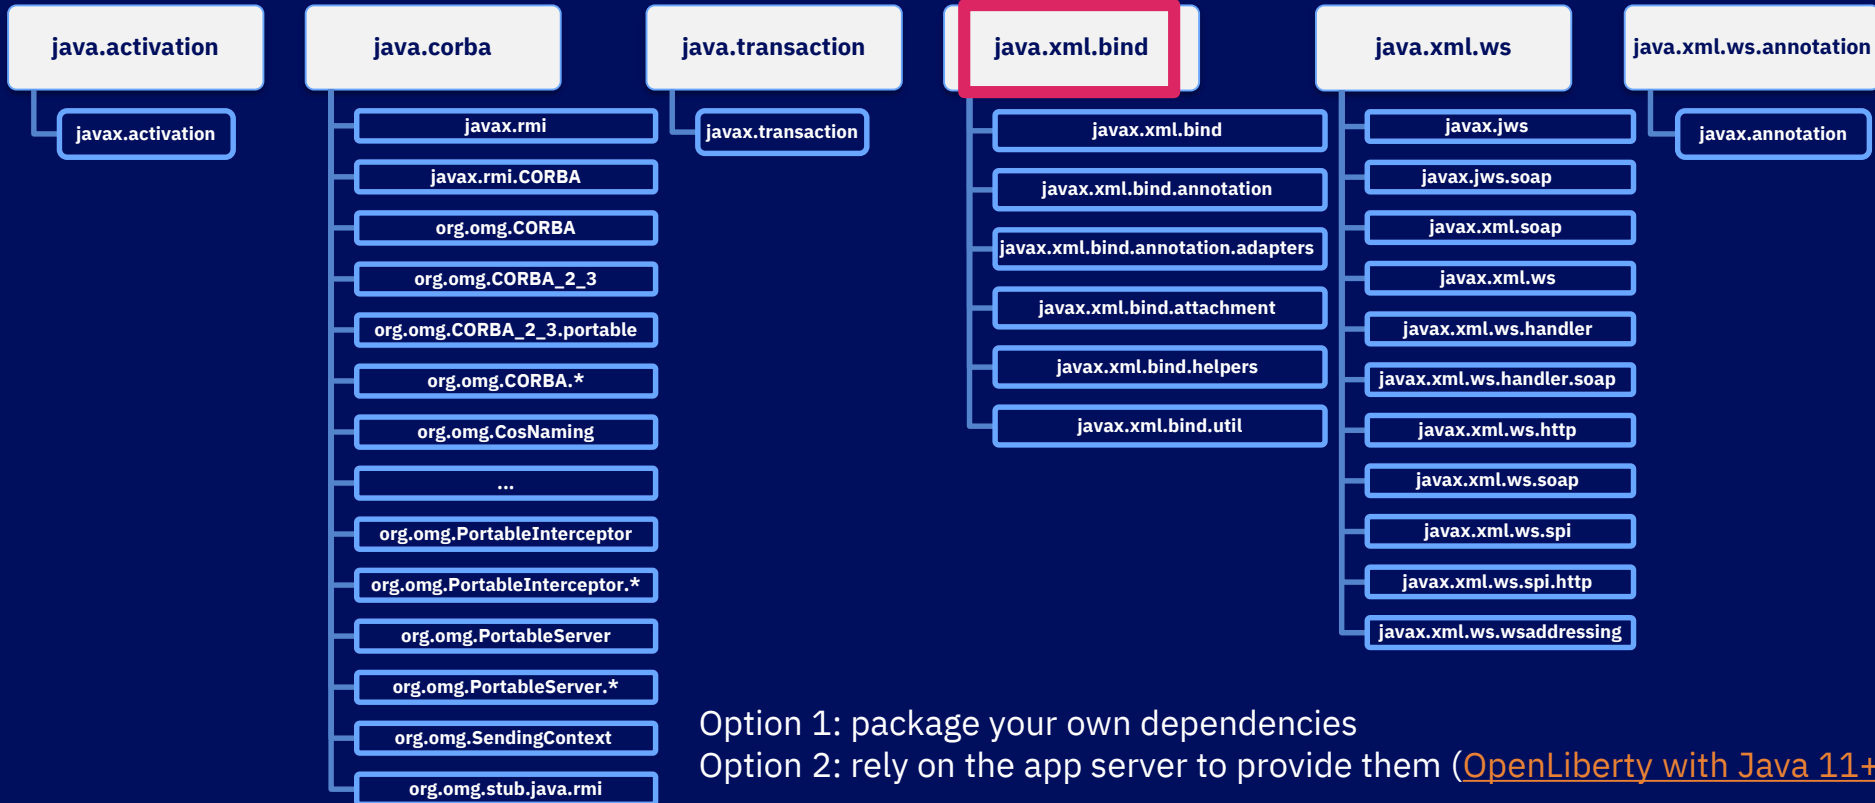 java.activation
javax.activation
java.corba
javax.rmi
javax.rmi.CORBA
org.omg.CORBA
org.omg.CORBA_2_3
org.omg.CORBA_2_3.portable
org.omg.CORBA.*
org.omg.CosNaming
...
org.omg.PortableInterceptor
org.omg.PortableInterceptor.*
org.omg.PortableServer
org.omg.PortableServer.*
org.omg.SendingContext
org.omg.stub.java.rmi
java.transaction
javax.transaction
java.xml.bind
javax.xml.bind
javax.xml.bind.annotation
javax.xml.bind.annotation.adapters
javax.xml.bind.attachment
javax.xml.bind.helpers
javax.xml.bind.util
java.xml.ws
javax.jws
javax.jws.soap
javax.xml.soap
javax.xml.ws
javax.xml.ws.handler
javax.xml.ws.handler.soap
javax.xml.ws.http
javax.xml.ws.soap
javax.xml.ws.spi
javax.xml.ws.spi.http
javax.xml.ws.wsaddressing
java.xml.ws.annotation
javax.annotation
Option 1: package your own dependencies
Option 2: rely on the app server to provide them (OpenLiberty with Java 11+